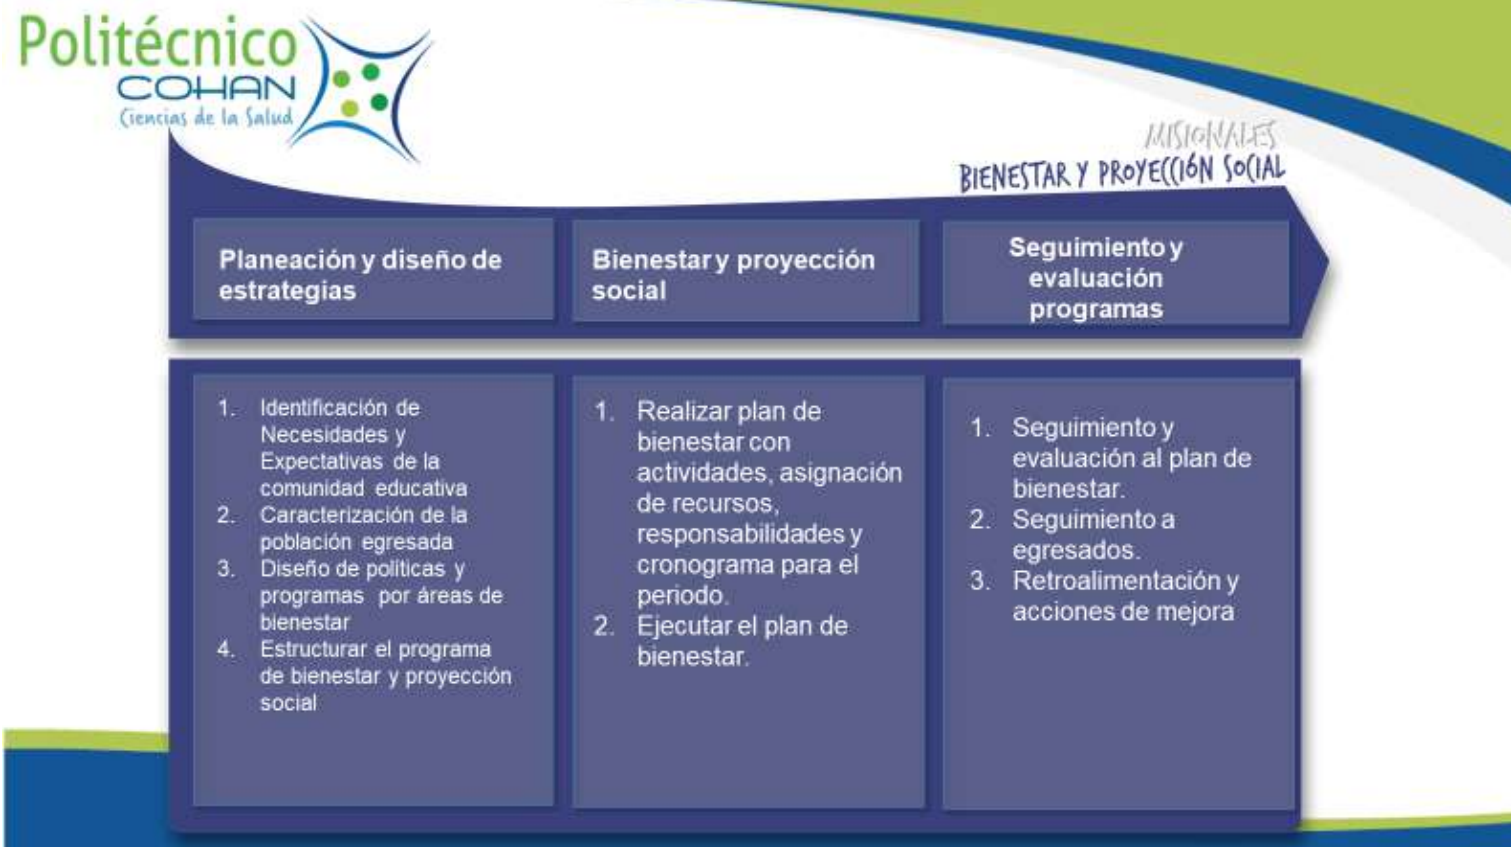 Politécnico
COHAN
Ciencias de la Salud
MISIONALES
BIENESTAR Y PROYECCIÓN SOCIAL
Planeación y diseño de
estrategias
Bienestar y proyección
social
Seguimiento y
evaluación
programas
1. Identificación de
Necesidades y
Expectativas de la
comunidad educativa
2. Caracterización de la
población egresada
3. Diseño de políticas y
programas por áreas de
bienestar
4. Estructurar el programa
de bienestar y proyección
social
1. Realizar plan de
bienestar con
actividades, asignación
de recursos,
responsabilidades y
cronograma para el
periodo.
2. Ejecutar el plan de
bienestar.
1. Seguimiento y
evaluación al plan de
bienestar.
2. Seguimiento a
egresados.
3. Retroalimentación y
acciones de mejora